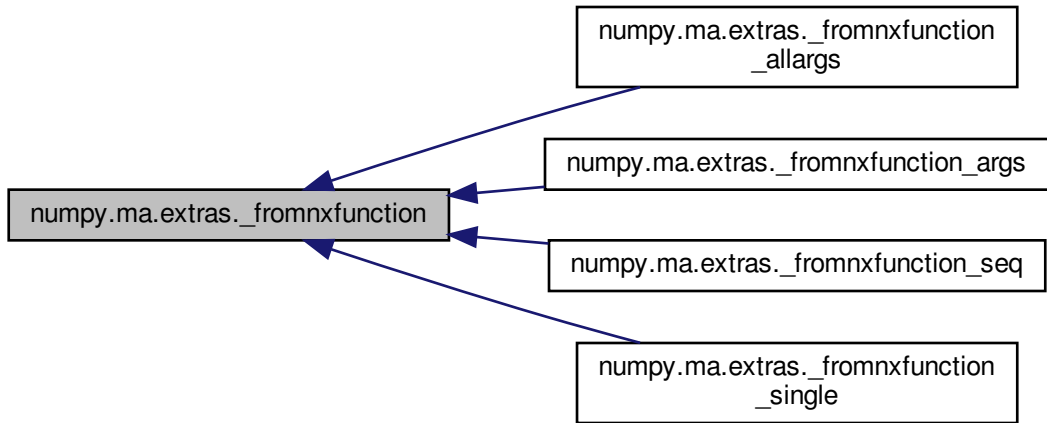 numpy.ma.extras._fromnxfunction
_allargs
numpy.ma.extras._fromnxfunction_args
numpy.ma.extras._fromnxfunction
numpy.ma.extras._fromnxfunction_seq
numpy.ma.extras._fromnxfunction
_single